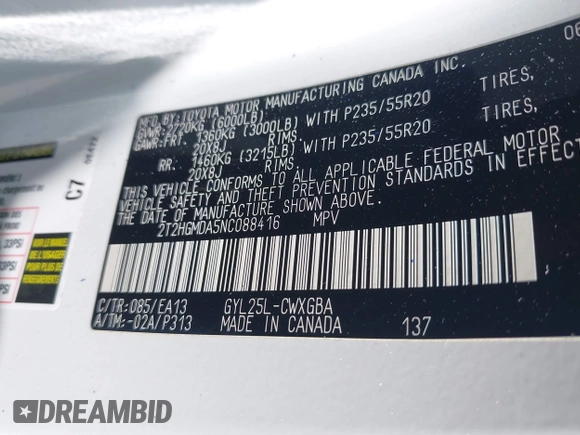 MFD.BY:TOYOTA MOTOR MANUFACTURING CANADA INC. 06
GVWR:2720KG (6000LB)
GAWR:FRT. 1360KG (3000LB) WITH P235/55R20 TIRES,
20X8J RIMS
RR. 1460KG (3215LB) WITH P235/55R20 TIRES,
20X8J RIMS.
THIS VEHICLE CONFORMS TO ALL APPLICABLE FEDERAL MOTOR
VEHICLE SAFETY AND THEFT PREVENTION STANDARDS IN EFFECT
THE DATE OF MANUFACTURE SHOWN ABOVE.
2T2HGMDA5NC088416 MPV
C/TR:085/EA13 GYL25L-CWXGBA
A/TM:-02A/P313 MADE IN CANADA 137
C7
33PSI
DREAMBID